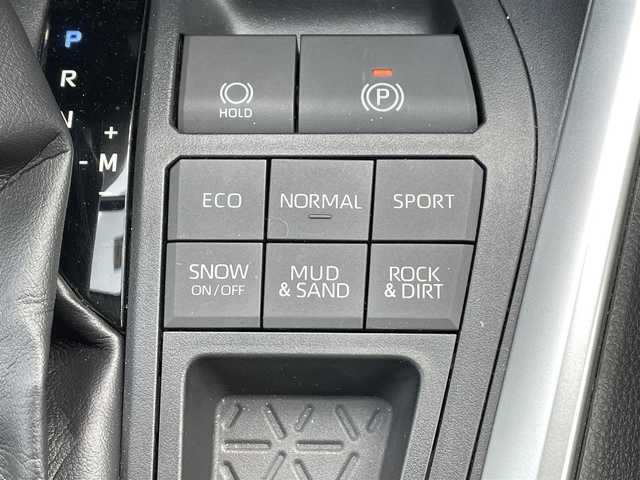 P
R
N
+
- M
HOLD
P
ECO
NORMAL
SPORT
SNOW
ON/OFF
MUD
& SAND
ROCK
& DIRT